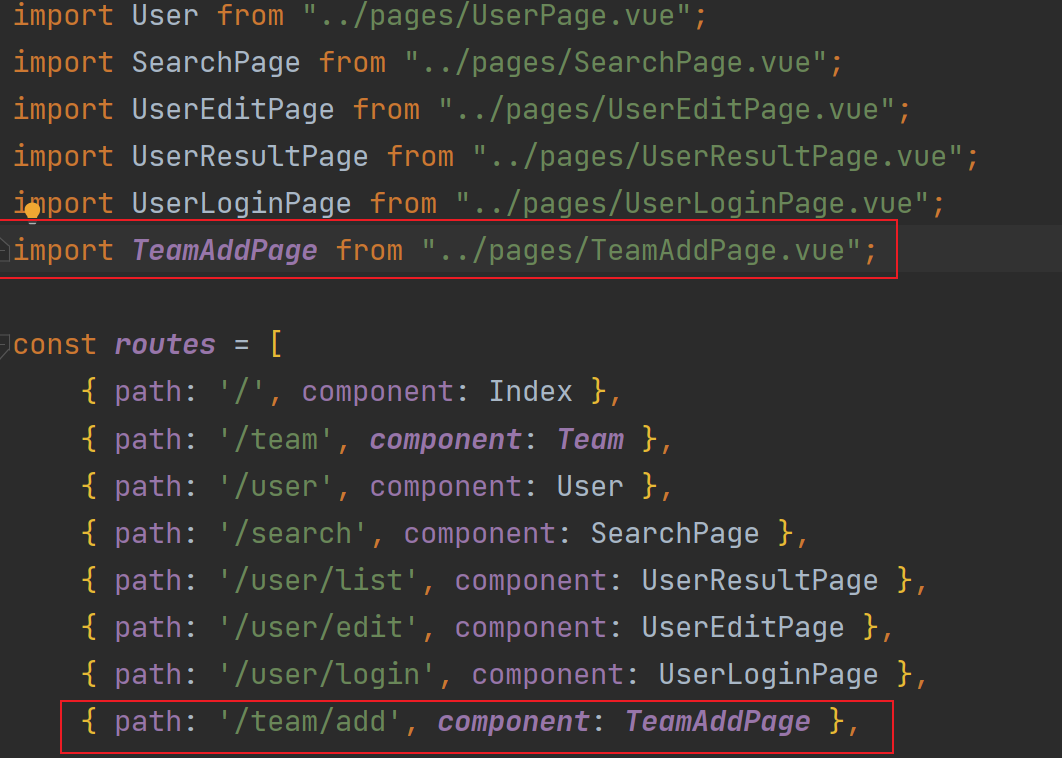 import User from "../pages/UserPage.vue";
import SearchPage from "../pages/SearchPage.vue";
import UserEditPage from "../pages/UserEditPage.vue";
import UserResultPage from "../pages/UserResultPage.vue";
import UserLoginPage from "../pages/UserLoginPage.vue";
import TeamAddPage from "../pages/TeamAddPage.vue";
const routes = [
{ path: '/', component: Index },
{ path: '/team', component: Team },
{ path: '/user', component: User },
{ path: '/search', component: SearchPage },
{ path: '/user/list', component: UserResultPage },
{ path: '/user/edit', component: UserEditPage },
{ path: '/user/login', component: UserLoginPage },
{ path: '/team/add', component: TeamAddPage },